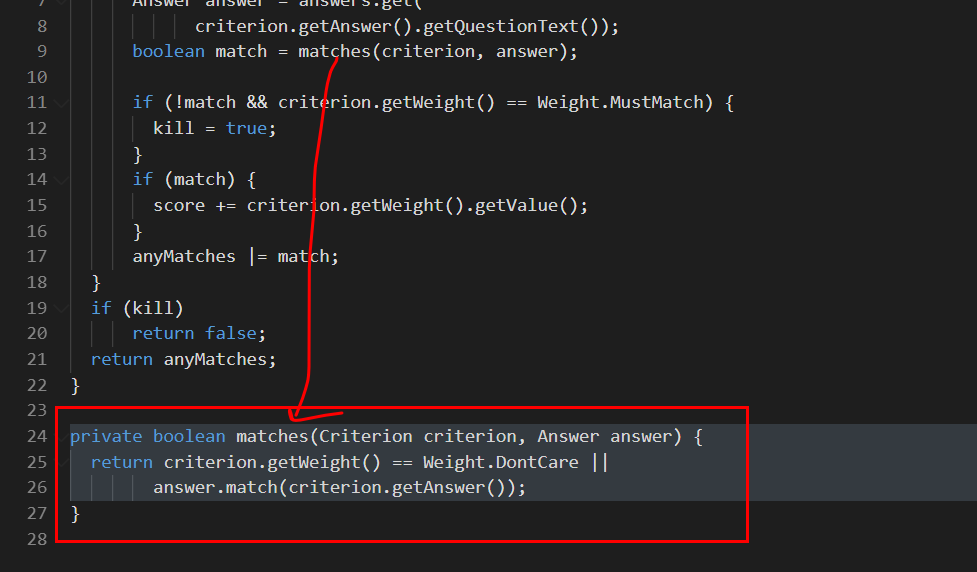 7 Answer answer = answers.get(
8 criterion.getAnswer().getQuestionText());
9 boolean match = matches(criterion, answer);
10
11 if (!match && criterion.getWeight() == Weight.MustMatch) {
12 kill = true;
13 }
14 if (match) {
15 score += criterion.getWeight().getValue();
16 }
17 anyMatches |= match;
18 }
19 if (kill)
20 return false;
21 return anyMatches;
22 }
23
24 private boolean matches(Criterion criterion, Answer answer) {
25 return criterion.getWeight() == Weight.DontCare ||
26 answer.match(criterion.getAnswer());
27 }
28